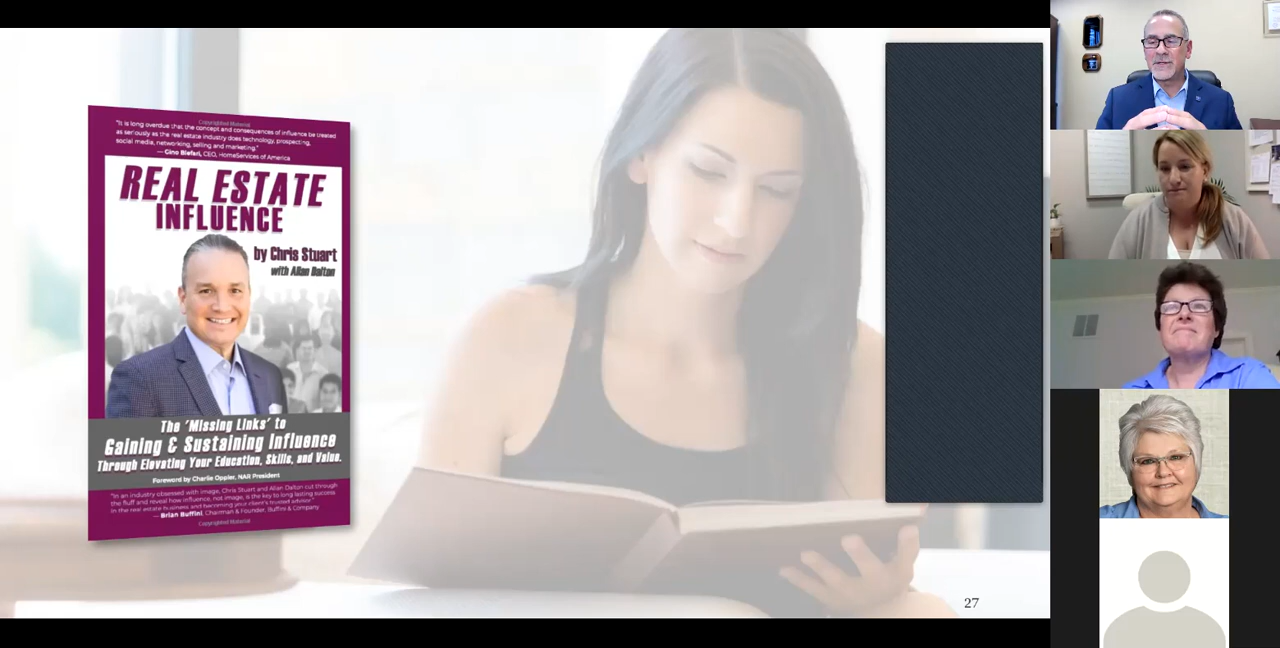 Copyrighted Material
"It is long overdue that the concept and consequences of influence be treated
as seriously as the real estate industry does technology, prospecting,
social media, networking, selling and marketing."
— Gino Blefari, CEO, HomeServices of America
REAL ESTATE
INFLUENCE
by Chris Stuart
with Allan Dalton
The 'Missing Links' to
Gaining & Sustaining Influence
Through Elevating Your Education, Skills, and Value.
Foreword by Charlie Oppler, NAR President
"In an industry obsessed with image, Chris Stuart and Allan Dalton cut through
the fluff and reveal how influence, not image, is the key to long lasting success
in the real estate business and becoming your client's trusted advisor."
— Brian Buffini, Chairman & Founder, Buffini & Company
Copyrighted Material
27